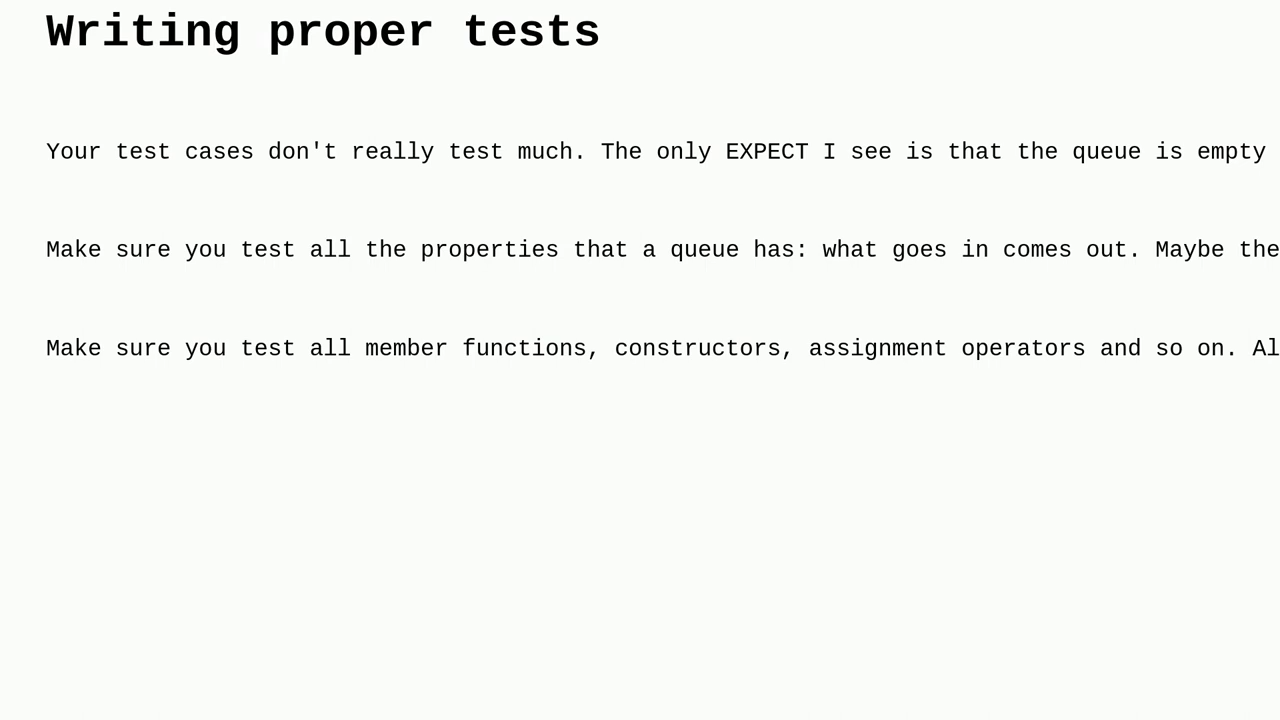 Writing proper tests
Your test cases don't really test much. The only EXPECT I see is that the queue is empty
Make sure you test all the properties that a queue has: what goes in comes out. Maybe the
Make sure you test all member functions, constructors, assignment operators and so on. Al